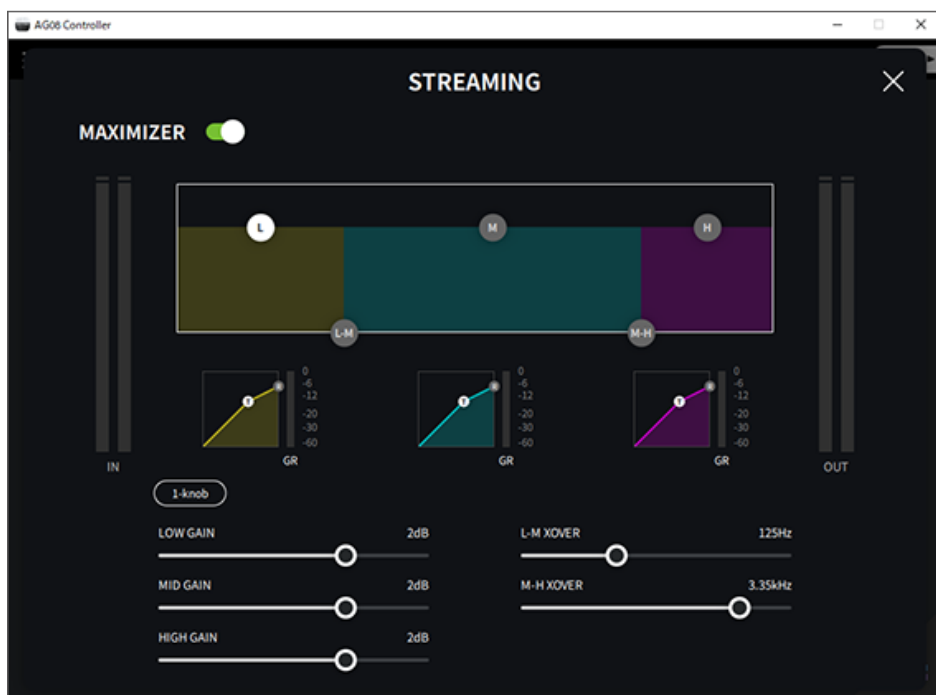 AG08 Controller
STREAMING
MAXIMIZER
L M H
L-M M-H
T R 0 -6 -12 -20 -30 -60
GR
T R 0 -6 -12 -20 -30 -60
GR
T R 0 -6 -12 -20 -30 -60
GR
IN
OUT
1-knob
LOW GAIN 2dB
MID GAIN 2dB
HIGH GAIN 2dB
L-M XOVER 125Hz
M-H XOVER 3.35kHz